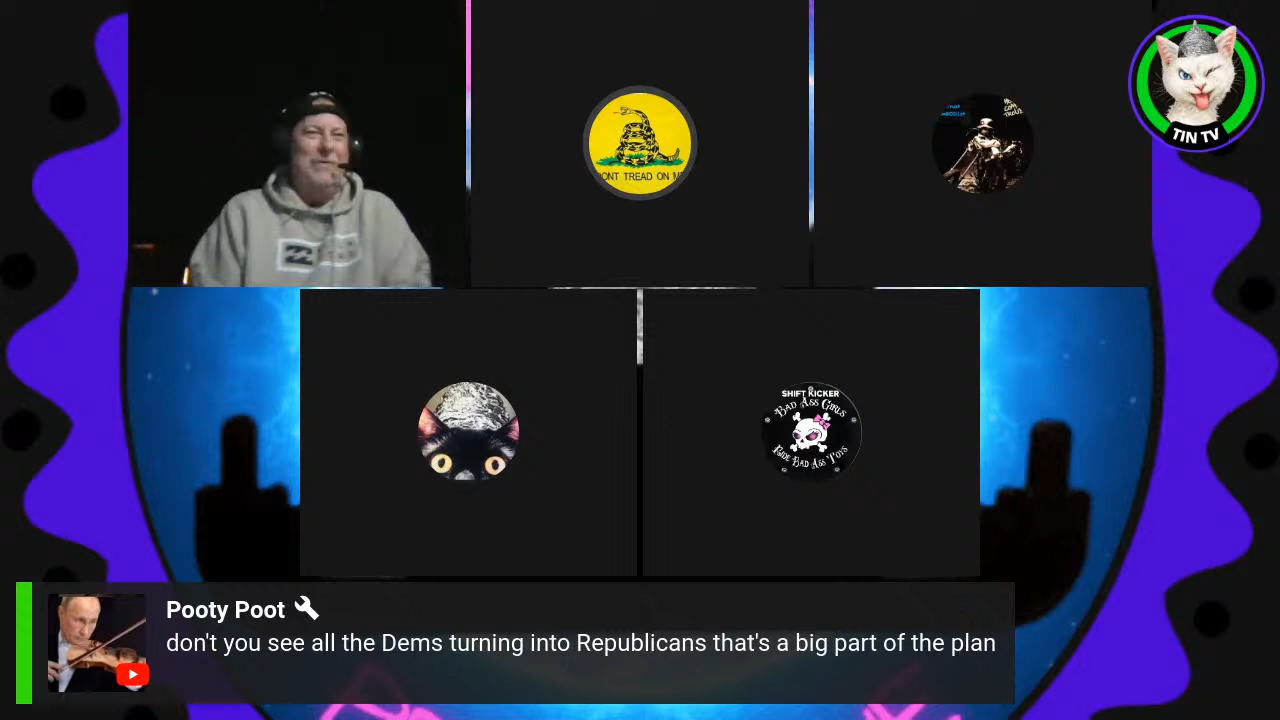 DONT TREAD ON ME
TIN TV
SHIFT KICKER
BAD ASS GIRLS
RIDE BAD ASS TOYS
Pooty Poot
don't you see all the Dems turning into Republicans that's a big part of the plan